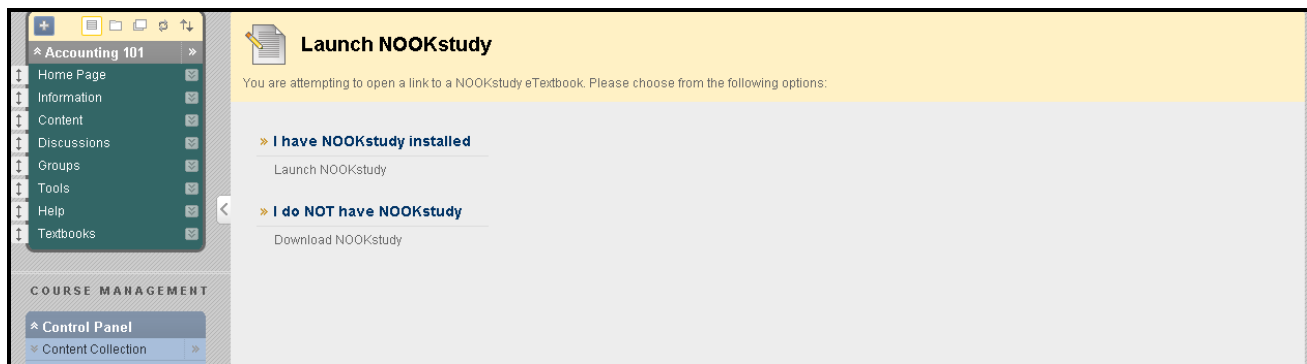 Accounting 101
Home Page
Information
Content
Discussions
Groups
Tools
Help
Textbooks
COURSE MANAGEMENT
Control Panel
Content Collection
Launch NOOKstudy
You are attempting to open a link to a NOOKstudy eTextbook. Please choose from the following options:
» I have NOOKstudy installed
Launch NOOKstudy
» I do NOT have NOOKstudy
Download NOOKstudy